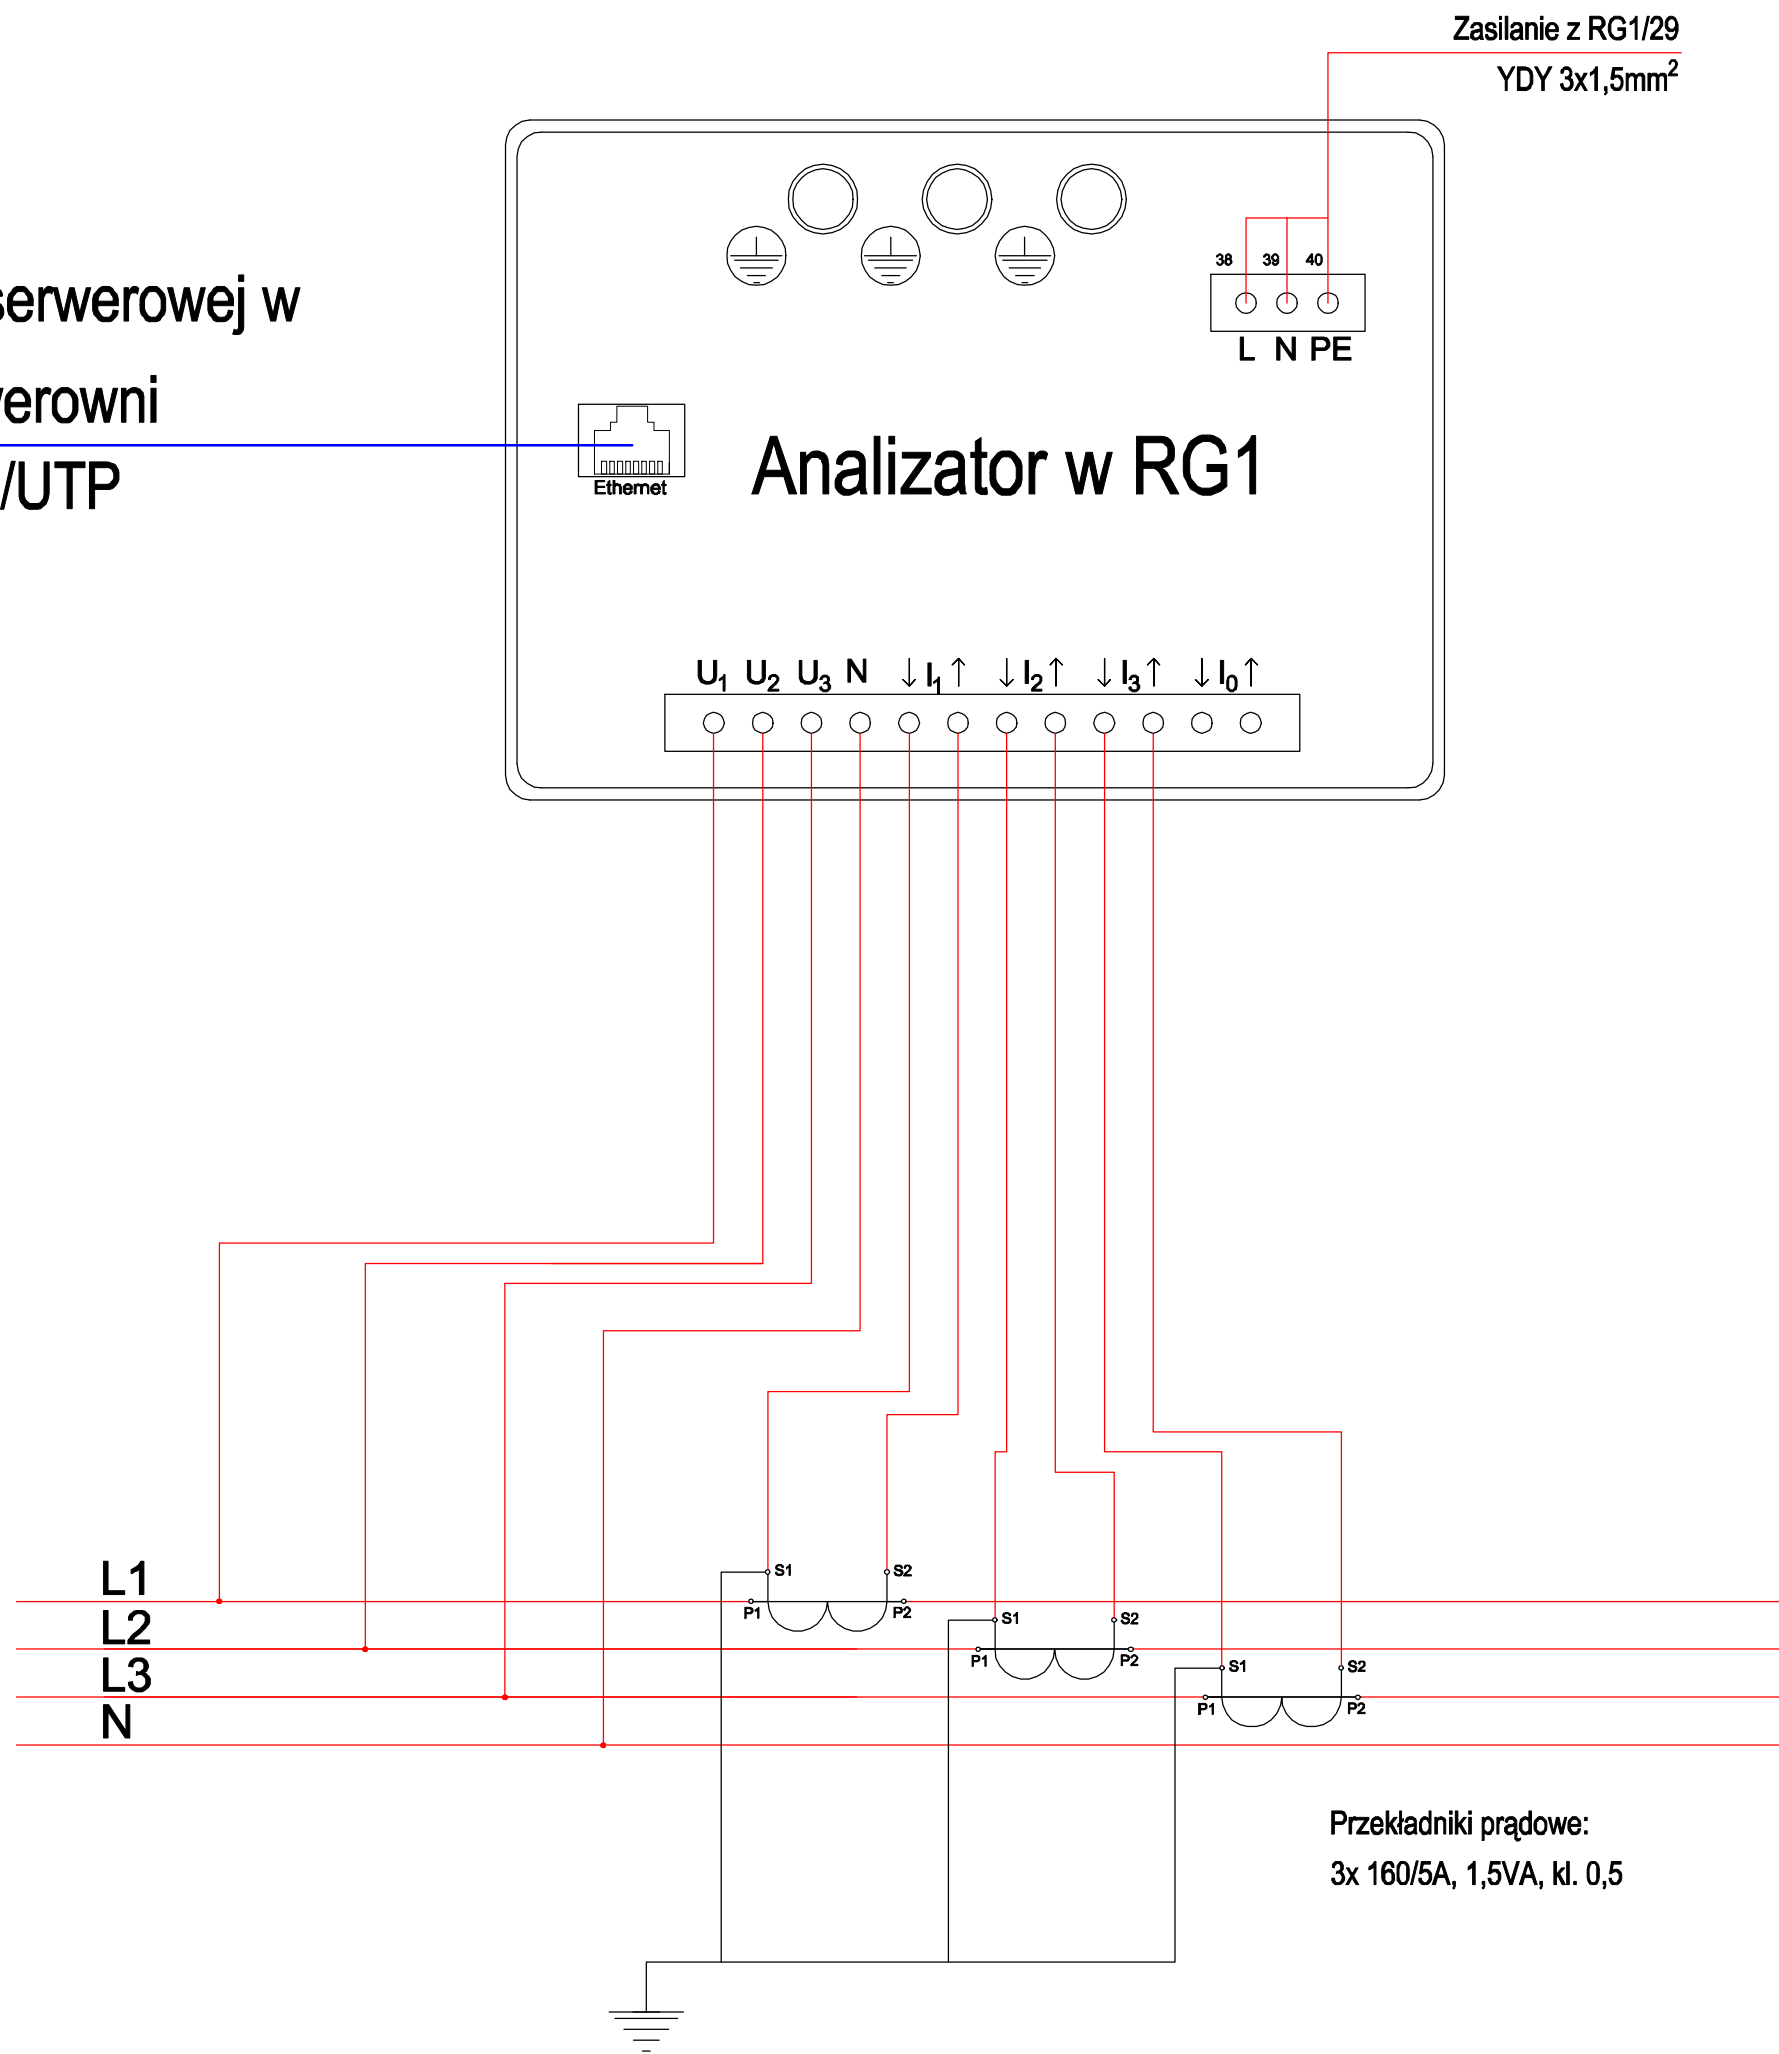 Zasilanie z RG1/29
YDY 3x1,5mm²
38 39 40
L N PE
serwerowej w
werowni
/UTP
Ethernet
Analizator w RG1
U₁ U₂ U₃ N ↓ I₁ ↑ ↓ I₂ ↑ ↓ I₃ ↑ ↓ I₀ ↑
L1
S1 S2
P1 P2
L2
S1 S2
P1 P2
L3
S1 S2
P1 P2
N
Przekładniki prądowe:
3x 160/5A, 1,5VA, kl. 0,5